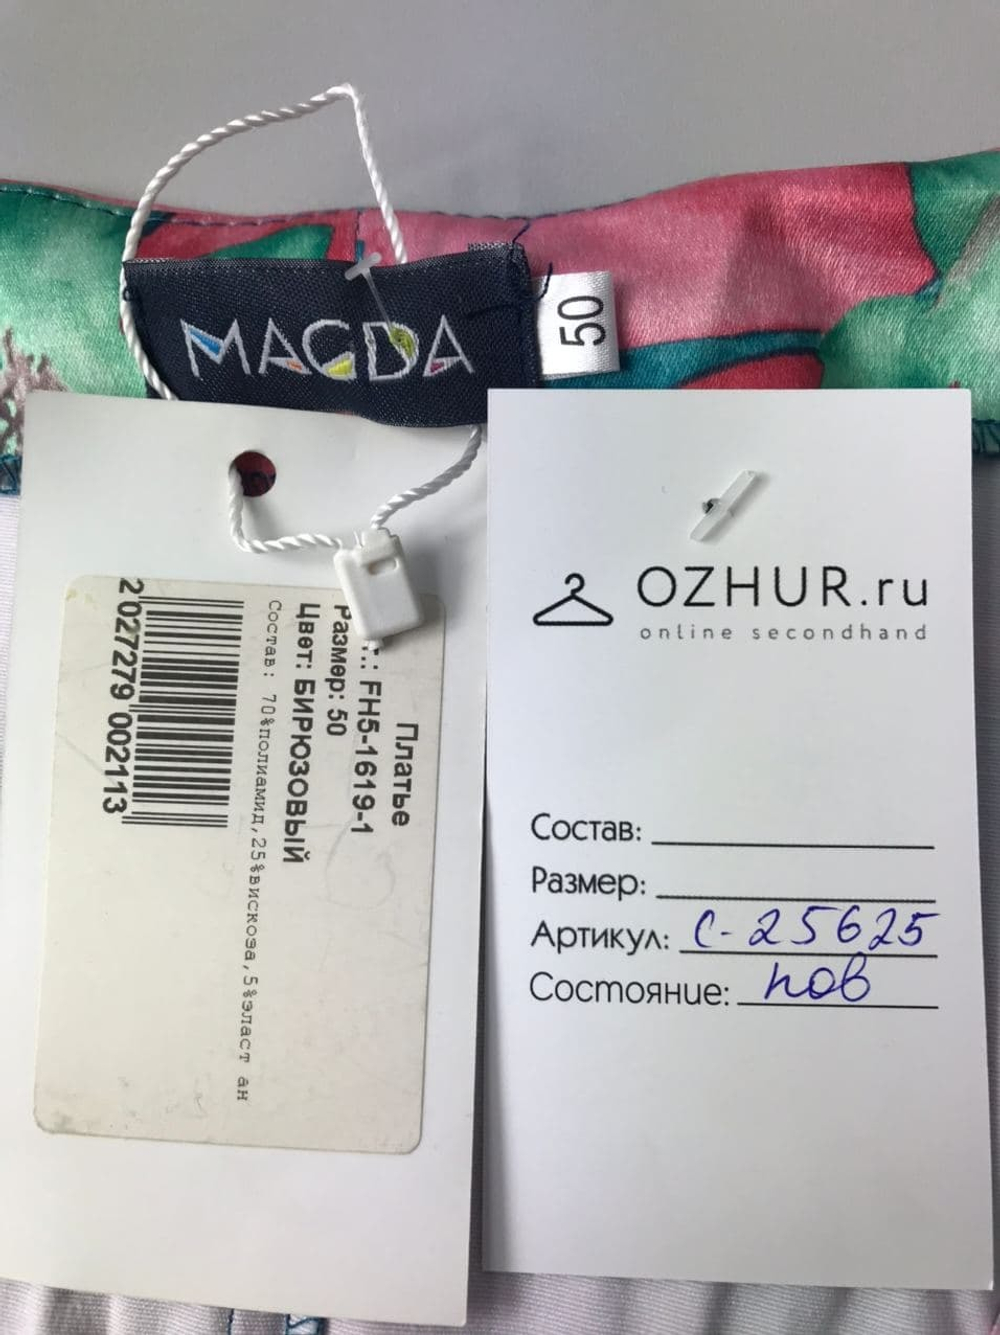 MAGDA
50
Платье
.: FH5-1619-1
Размер: 50
Цвет: БИРЮЗОВЫЙ
Состав: 70%полиамид,25%вискоза,5%эласт ан
2 027279 002113
OZHUR.ru
online secondhand
Состав:
Размер:
Артикул: С-25625
Состояние: нов